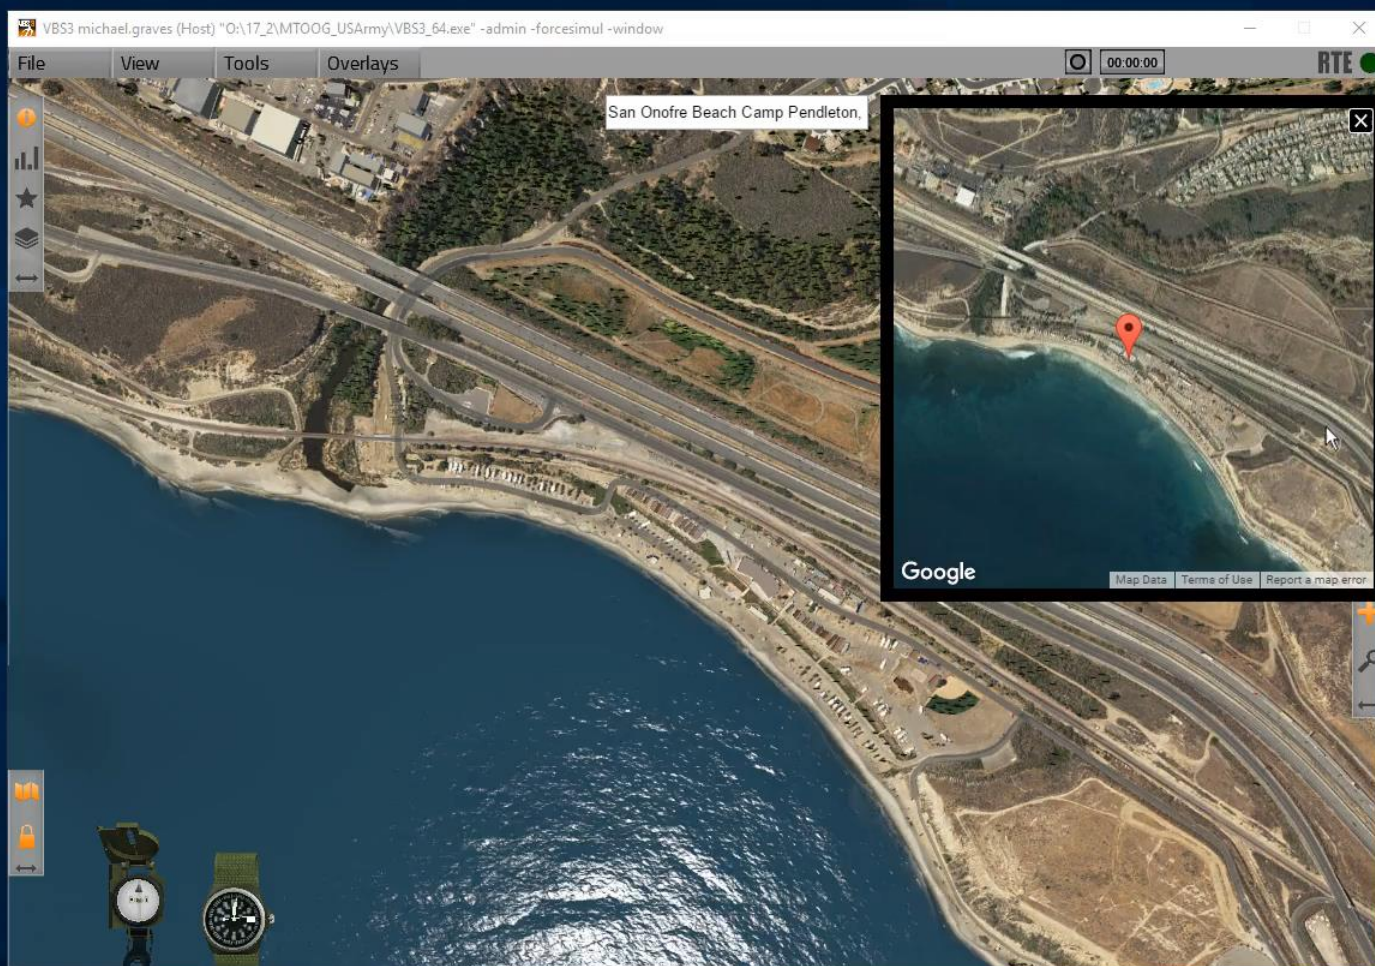 VBS3 michael.graves (Host) "O:\17_2\MTOOG_USArmy\VBS3_64.exe" -admin -forcesimul -window
File View Tools Overlays 00:00:00 RTE
San Onofre Beach Camp Pendleton,
Google
Map Data Terms of Use Report a map error